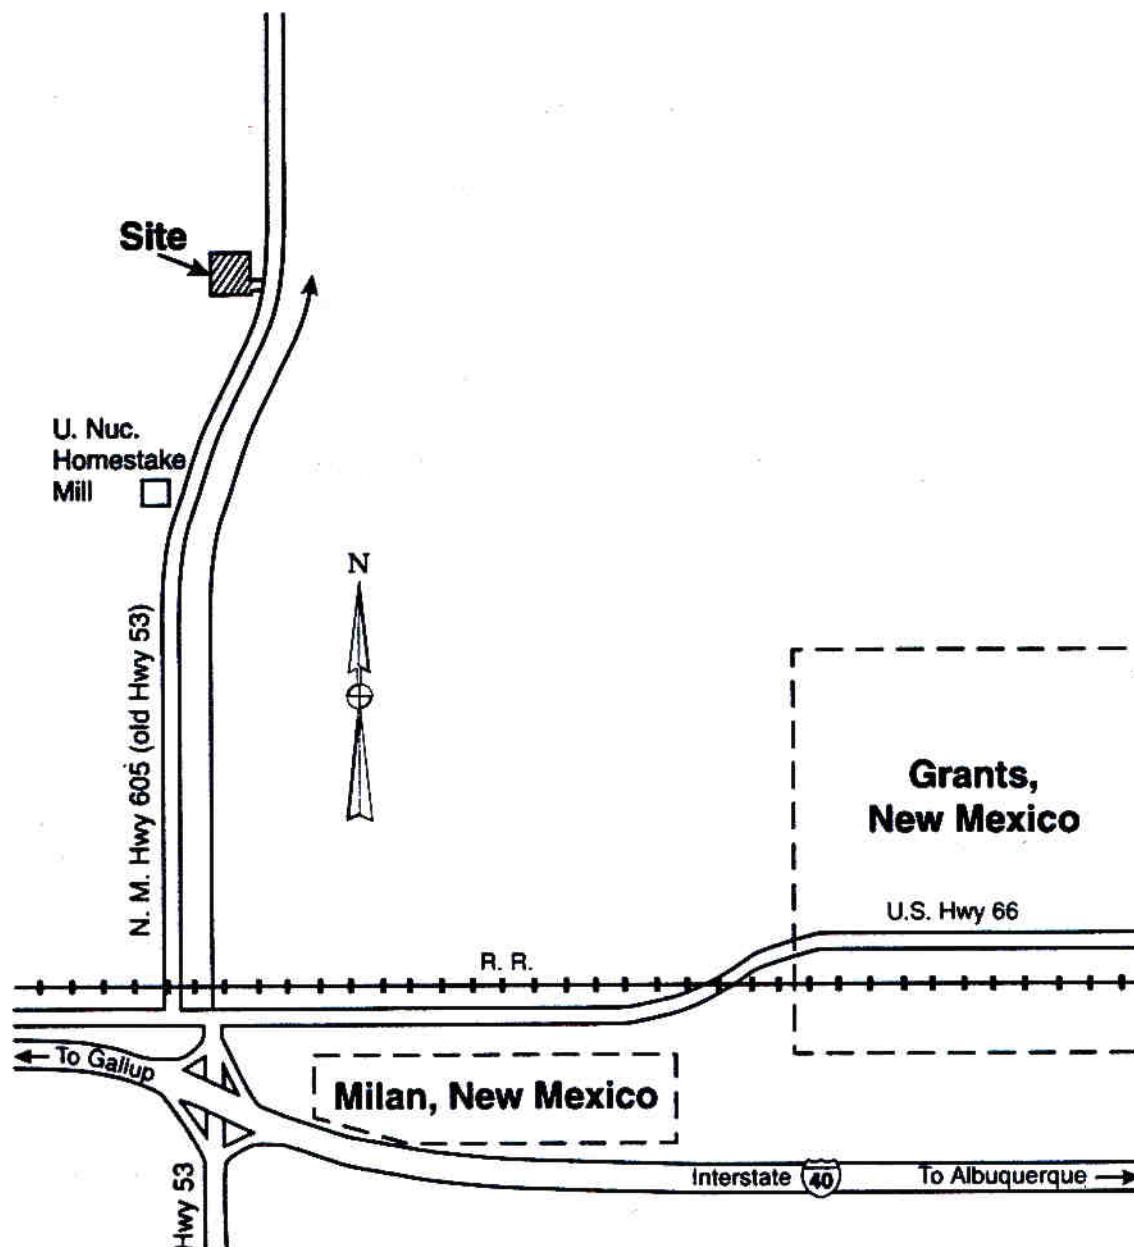 Site
U. Nuc.
Homestake
Mill
N
N. M. Hwy 605 (old Hwy 53)
Grants,
New Mexico
U.S. Hwy 66
R. R.
To Gallup
Milan, New Mexico
Interstate 40
To Albuquerque
Hwy 53